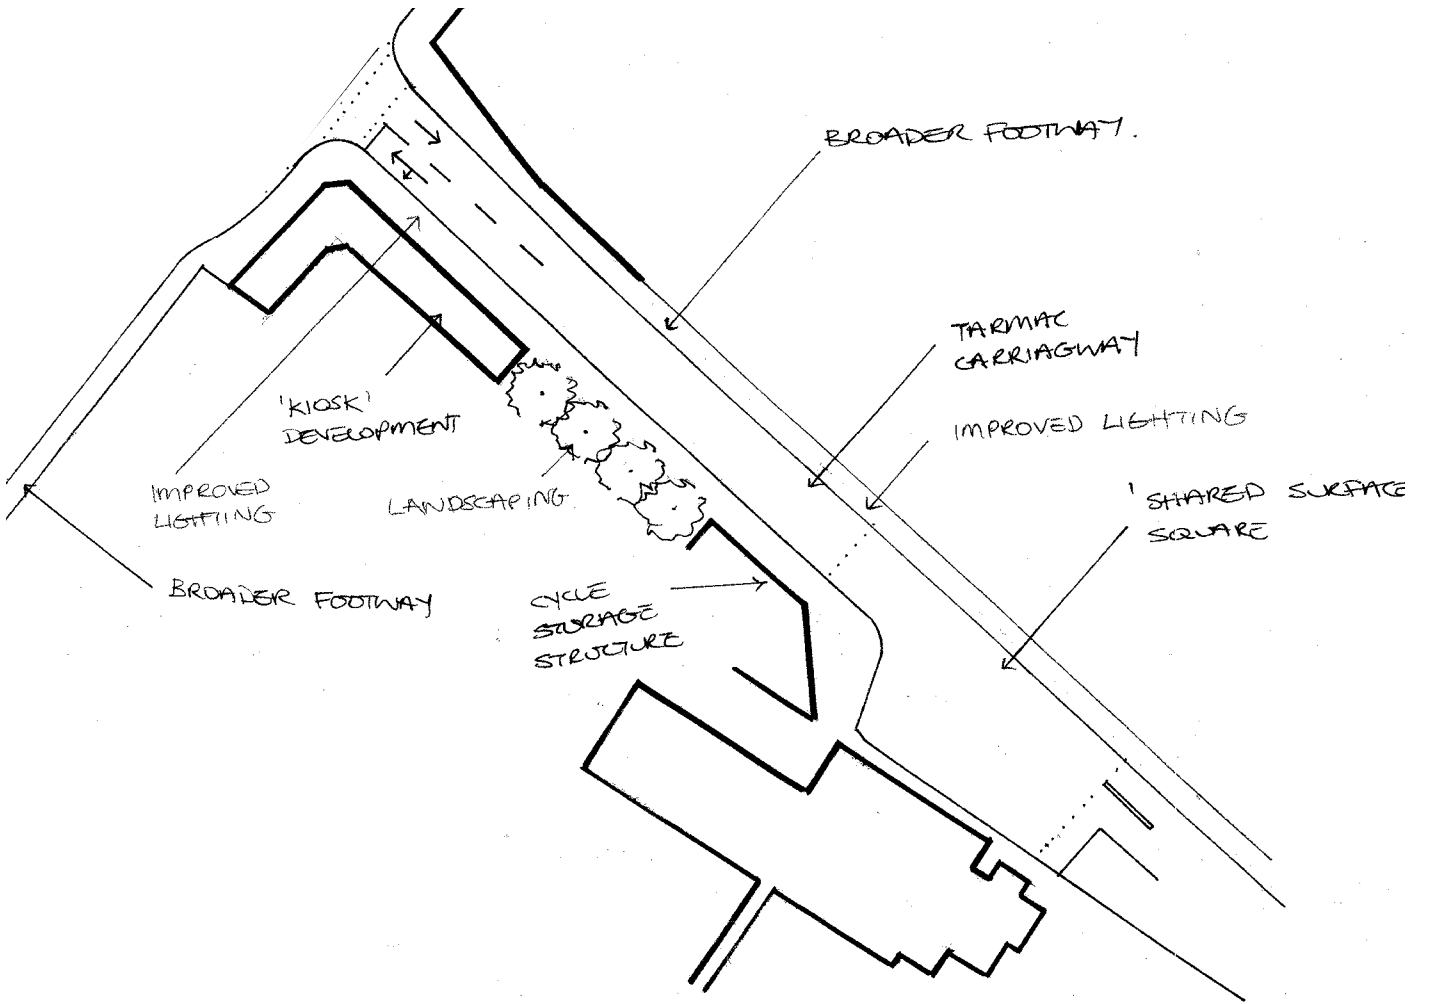 BROADER FOOTWAY.
TARMAC
CARRIAGWAY
IMPROVED LIGHTING
'SHARED SURFACE
SQUARE
'KIOSK'
DEVELOPMENT
IMPROVED
LIGHTING
LANDSCAPING
BROADER FOOTWAY
CYCLE
STORAGE
STRUCTURE